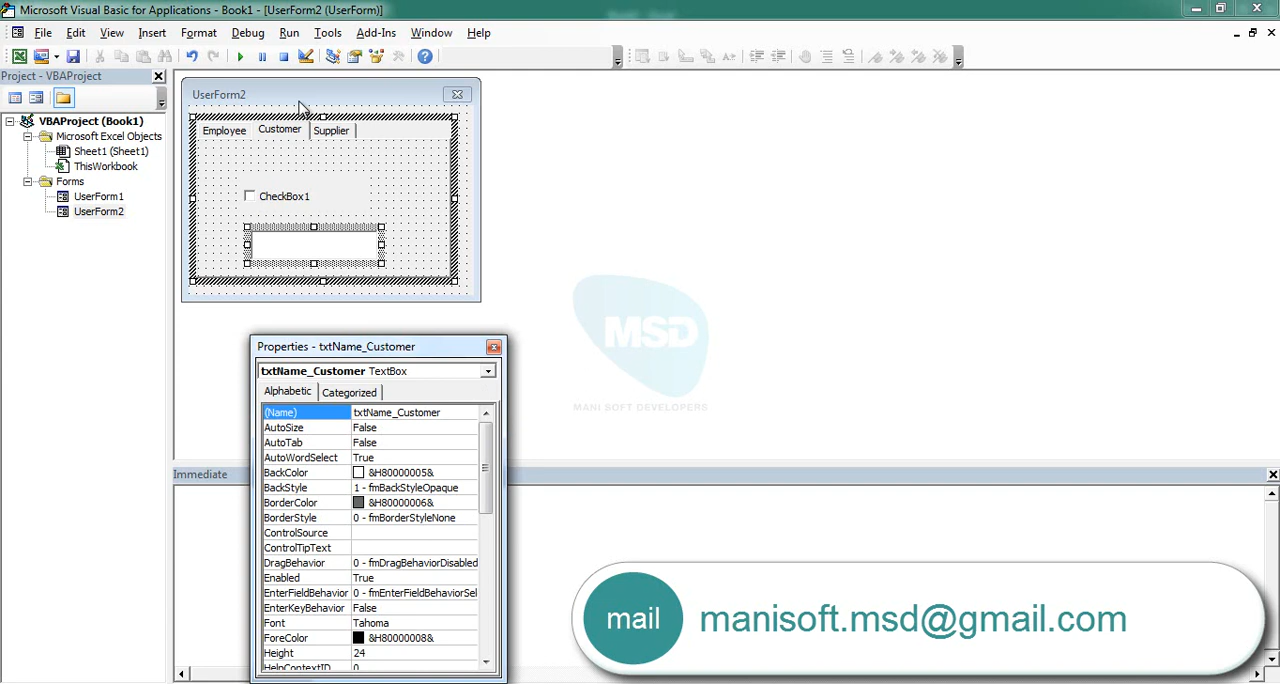 Microsoft Visual Basic for Applications - Book1 - [UserForm2 (UserForm)]
File Edit View Insert Format Debug Run Tools Add-Ins Window Help
Project - VBAProject
VBAProject (Book1)
Microsoft Excel Objects
Sheet1 (Sheet1)
ThisWorkbook
Forms
UserForm1
UserForm2
UserForm2
Employee Customer Supplier
CheckBox1
MSD
MANI SOFT DEVELOPERS
Properties - txtName_Customer
txtName_Customer TextBox
Alphabetic Categorized
(Name) txtName_Customer
AutoSize False
AutoTab False
AutoWordSelect True
BackColor &H80000005&
BackStyle 1 - fmBackStyleOpaque
BorderColor &H80000006&
BorderStyle 0 - fmBorderStyleNone
ControlSource
ControlTipText
DragBehavior 0 - fmDragBehaviorDisabled
Enabled True
EnterFieldBehavior 0 - fmEnterFieldBehaviorSel
EnterKeyBehavior False
Font Tahoma
ForeColor &H80000008&
Height 24
HelpContextID 0
Immediate
mail manisoft.msd@gmail.com